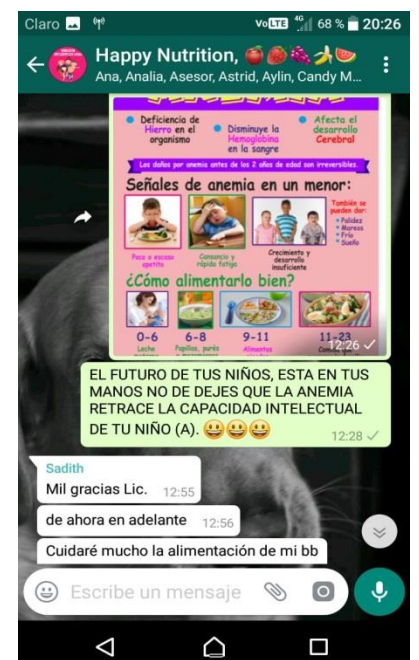 Claro VoLTE 4G 68 % 20:26
Happy Nutrition,
Ana, Analia, Asesor, Astrid, Aylin, Candy M...
Deficiencia de Hierro en el organismo
Disminuye la Hemoglobina en la sangre
Afecta el desarrollo Cerebral
Los daños por anemia antes de los 2 años de edad son irreversibles.
Señales de anemia en un menor:
También se pueden dar:
Palidez
Mareos
Frío
Sueño
Poco o escaso apetito
Cansancio y rápida fatiga
Crecimiento y desarrollo insuficiente
¿Cómo alimentarlo bien?
0-6
6-8
9-11
11-23
Leche
Papillas, purés
Alimentos
12:26
EL FUTURO DE TUS NIÑOS, ESTA EN TUS
MANOS NO DE DEJES QUE LA ANEMIA
RETRACE LA CAPACIDAD INTELECTUAL
DE TU NIÑO (A). 😀😀😀
12:28
Sadith
Mil gracias Lic. 12:55
de ahora en adelante 12:56
Cuidaré mucho la alimentación de mi bb
Escribe un mensaje